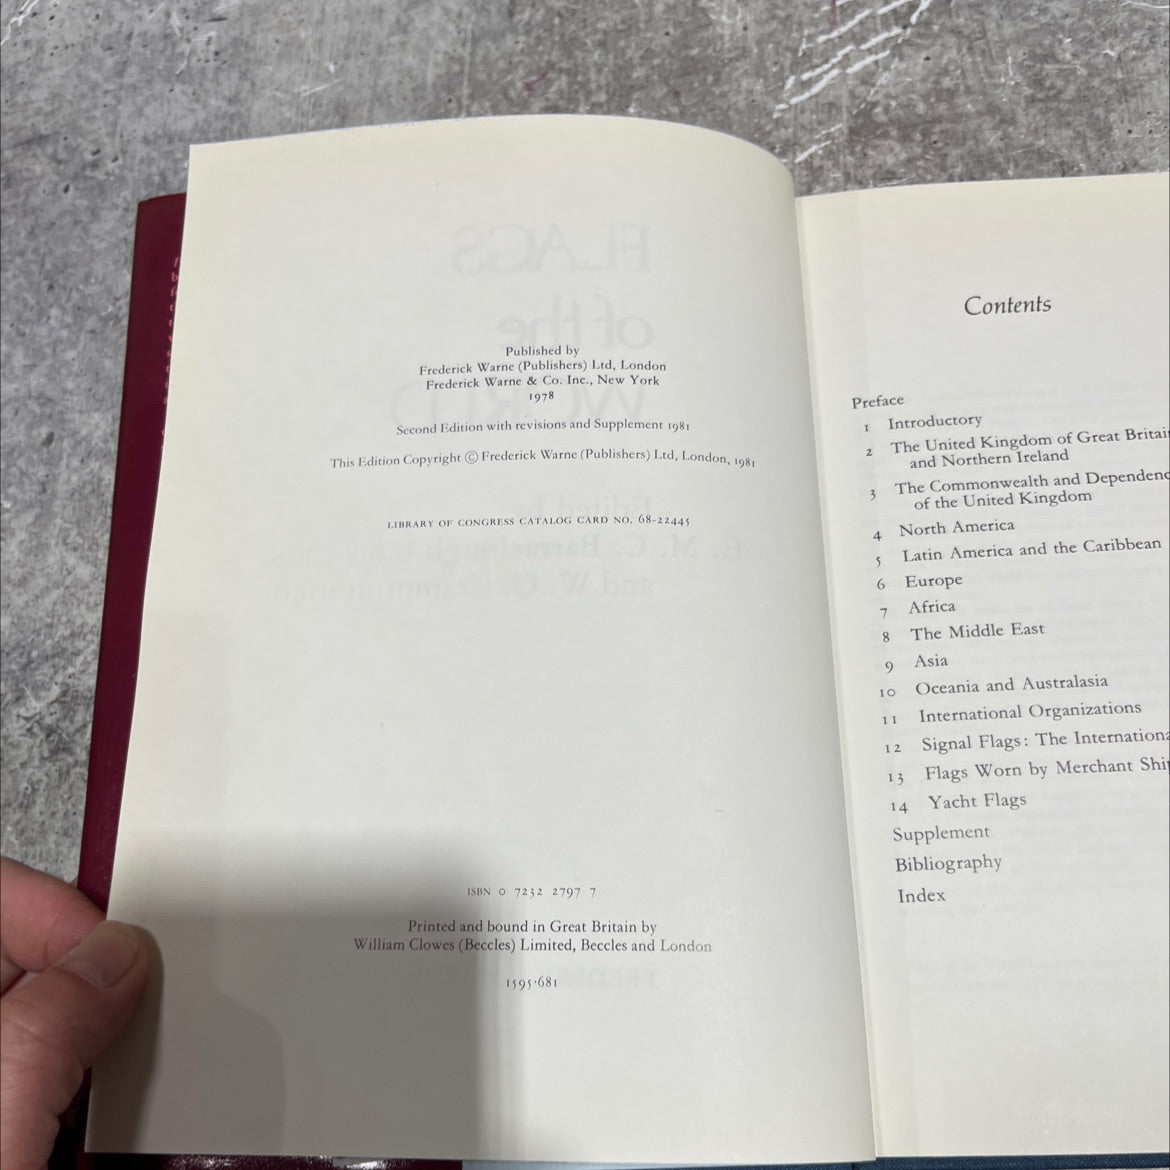 Published by
Frederick Warne (Publishers) Ltd, London
Frederick Warne & Co. Inc., New York
1978
Second Edition with revisions and Supplement 1981
This Edition Copyright © Frederick Warne (Publishers) Ltd, London, 1981
LIBRARY OF CONGRESS CATALOG CARD NO. 68-22445
ISBN 0 7232 2797 7
Printed and bound in Great Britain by
William Clowes (Beccles) Limited, Beccles and London
1595·681
Contents
Preface
1 Introductory
2 The United Kingdom of Great Britai
and Northern Ireland
3 The Commonwealth and Dependenc
of the United Kingdom
4 North America
5 Latin America and the Caribbean
6 Europe
7 Africa
8 The Middle East
9 Asia
10 Oceania and Australasia
11 International Organizations
12 Signal Flags: The Internationa
13 Flags Worn by Merchant Ship
14 Yacht Flags
Supplement
Bibliography
Index